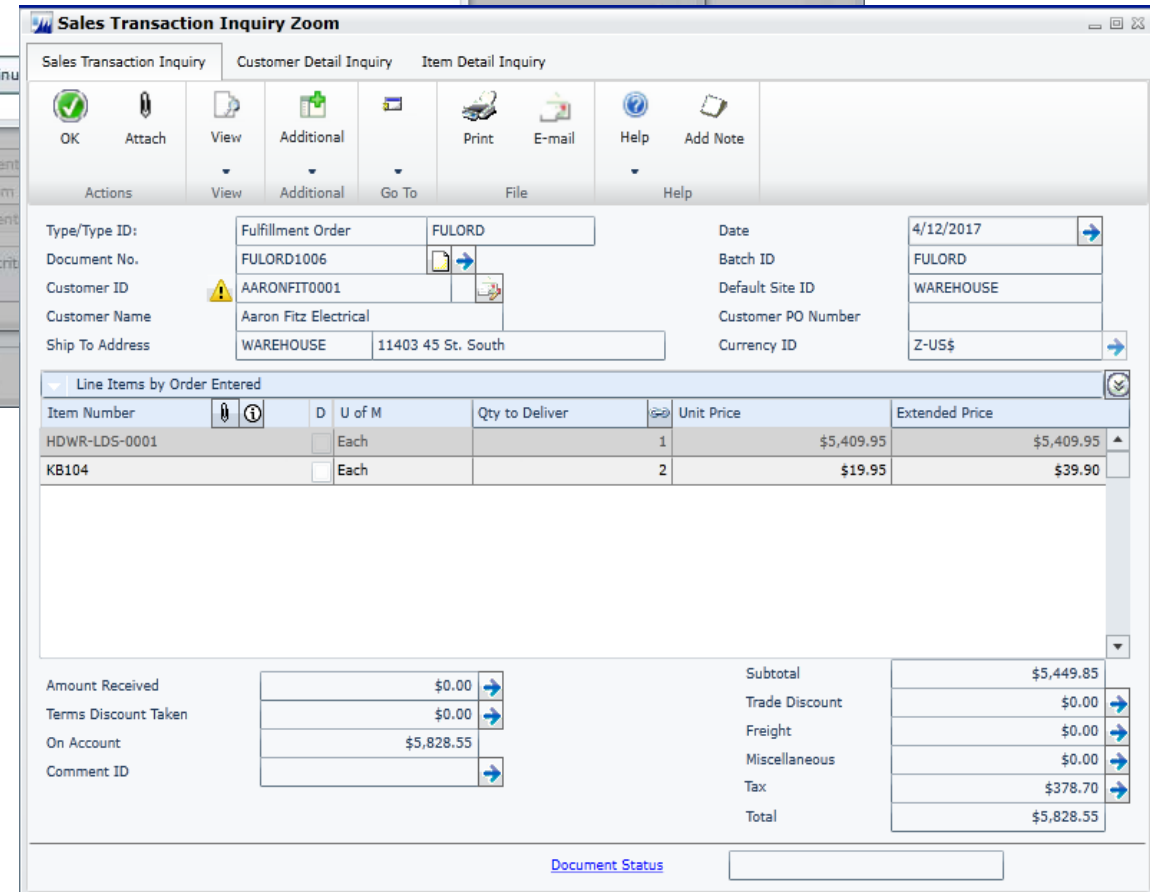 Sales Transaction Inquiry Zoom
Sales Transaction Inquiry Customer Detail Inquiry Item Detail Inquiry
OK Attach View Additional Print E-mail Help Add Note
Actions View Additional Go To File Help
Type/Type ID: Fulfillment Order FULORD Date 4/12/2017
Document No. FULORD1006 Batch ID FULORD
Customer ID AARONFIT0001 Default Site ID WAREHOUSE
Customer Name Aaron Fitz Electrical Customer PO Number
Ship To Address WAREHOUSE 11403 45 St. South Currency ID Z-US$
Line Items by Order Entered
Item Number D U of M Qty to Deliver Unit Price Extended Price
HDWR-LDS-0001 Each 1 $5,409.95 $5,409.95
KB104 Each 2 $19.95 $39.90
Subtotal $5,449.85
Amount Received $0.00
Trade Discount $0.00
Terms Discount Taken $0.00
Freight $0.00
On Account $5,828.55
Miscellaneous $0.00
Comment ID
Tax $378.70
Total $5,828.55
Document Status